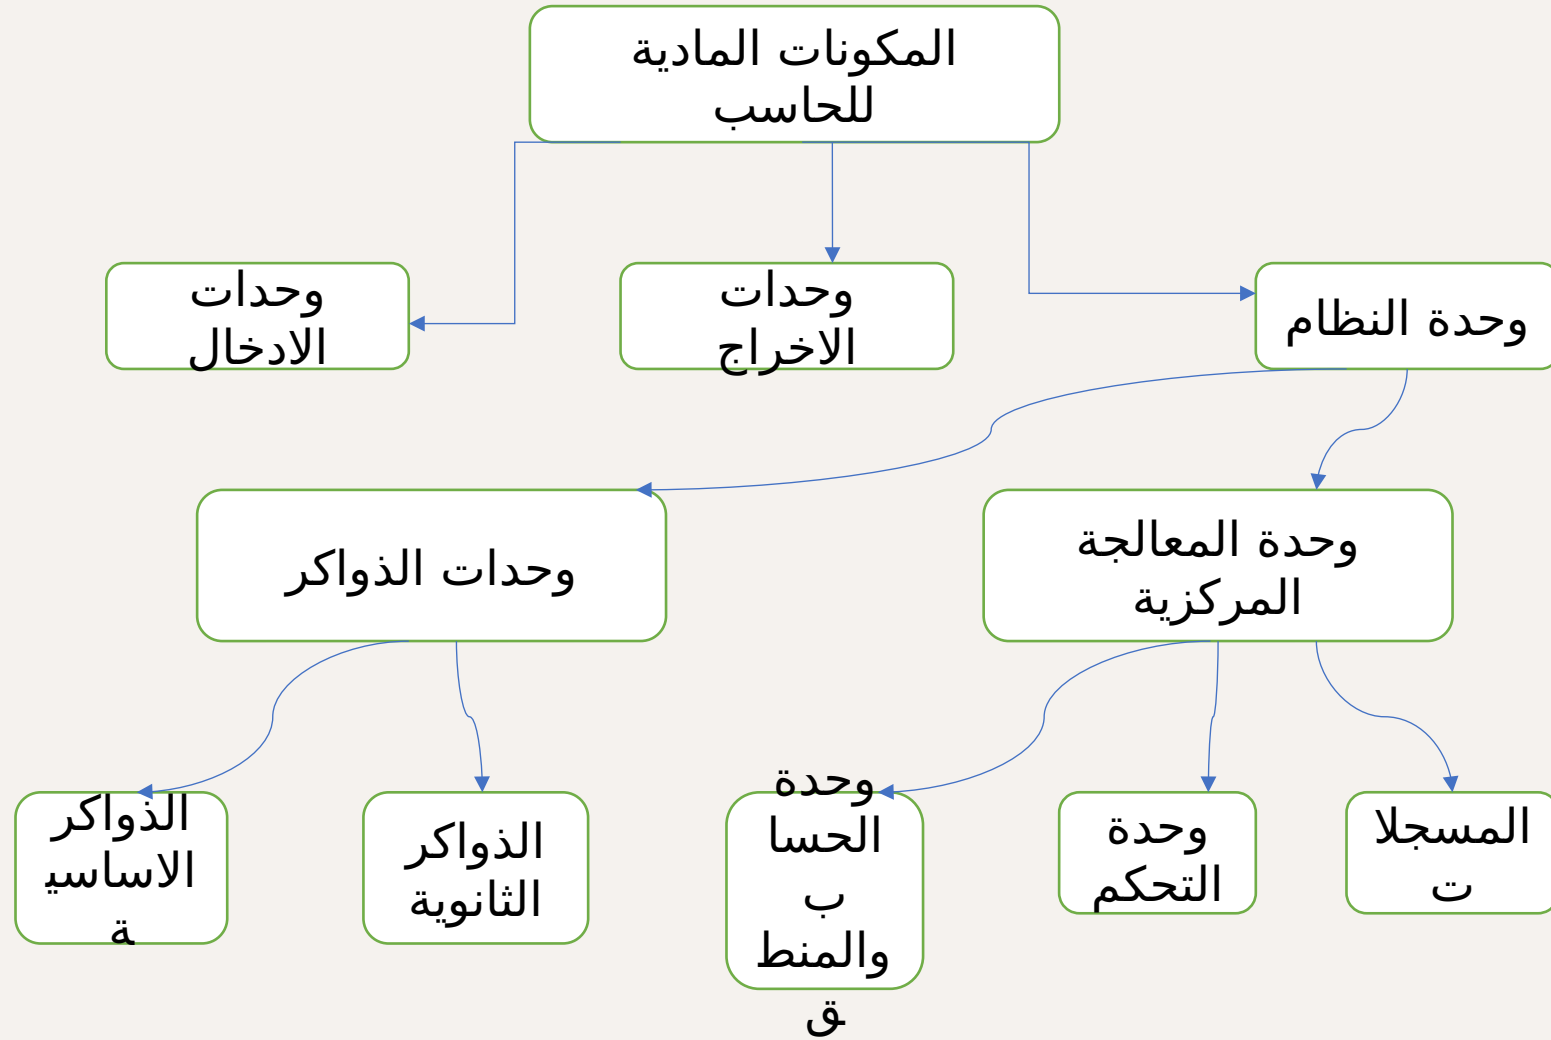 المكونات المادية
للحاسب
وحدة النظام
وحدات
الاخراج
وحدات
الادخال
وحدة المعالجة
المركزية
وحدات الذواكر
المسجلا
ت
وحدة
التحكم
وحدة
الحسا
ب
والمنط
ق
الذواكر
الثانوية
الذواكر
الاساسي
ة